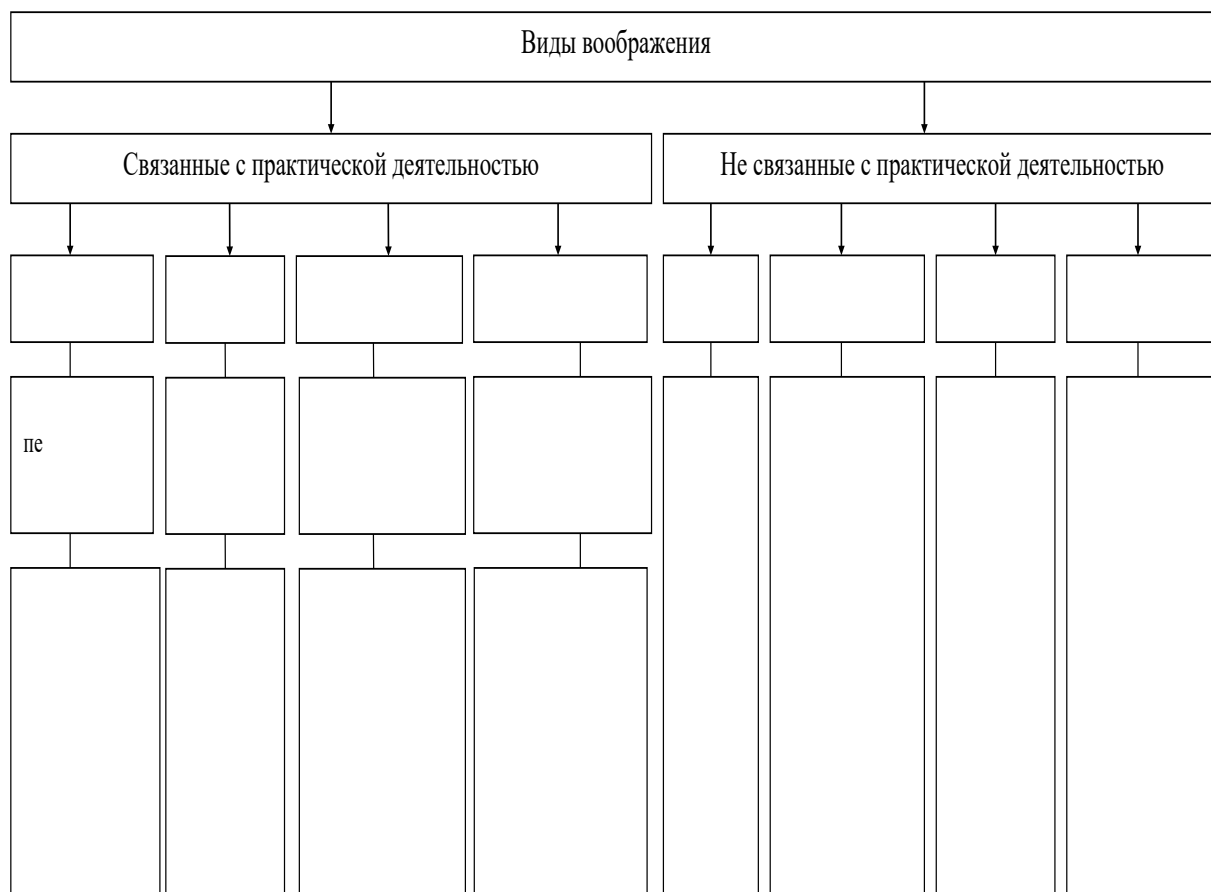 Виды воображения
Связанные с практической деятельностью
Не связанные с практической деятельностью
пе